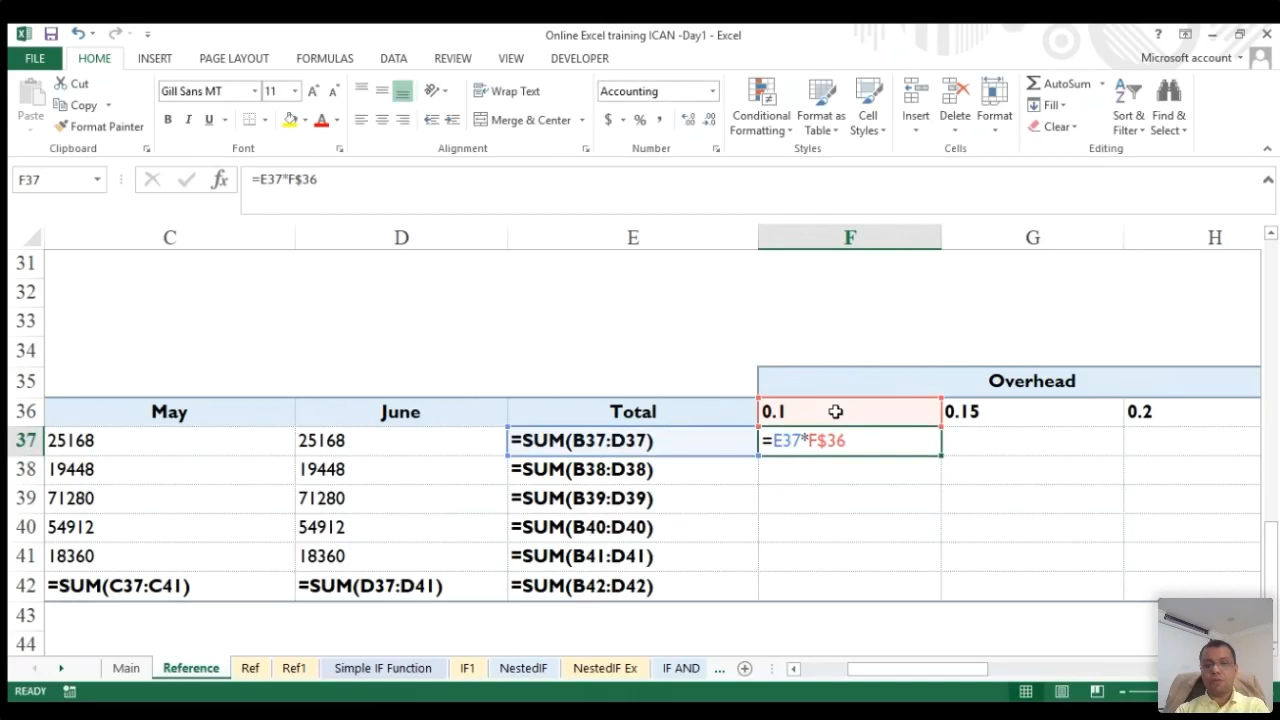 Online Excel training ICAN -Day1 - Excel
?
FILE HOME INSERT PAGE LAYOUT FORMULAS DATA REVIEW VIEW DEVELOPER Microsoft account
Paste
Cut
Copy
Format Painter
Clipboard
Gill Sans MT 11
B I U
Font
Wrap Text
Merge & Center
Alignment
Accounting
$ % ,
Number
Conditional Formatting
Format as Table
Cell Styles
Styles
Insert
Delete
Format
Cells
AutoSum
Fill
Clear
Sort & Filter
Find & Select
Editing
F37 fx =E37*F$36
C D E F G H
31
32
33
34
35 Overhead
36 May June Total 0.1 0.15 0.2
37 25168 25168 =SUM(B37:D37) =E37*F$36
38 19448 19448 =SUM(B38:D38)
39 71280 71280 =SUM(B39:D39)
40 54912 54912 =SUM(B40:D40)
41 18360 18360 =SUM(B41:D41)
42 =SUM(C37:C41) =SUM(D37:D41) =SUM(B42:D42)
43
44
Main Reference Ref Ref1 Simple IF Function IF1 NestedIF NestedIF Ex IF AND ...
READY